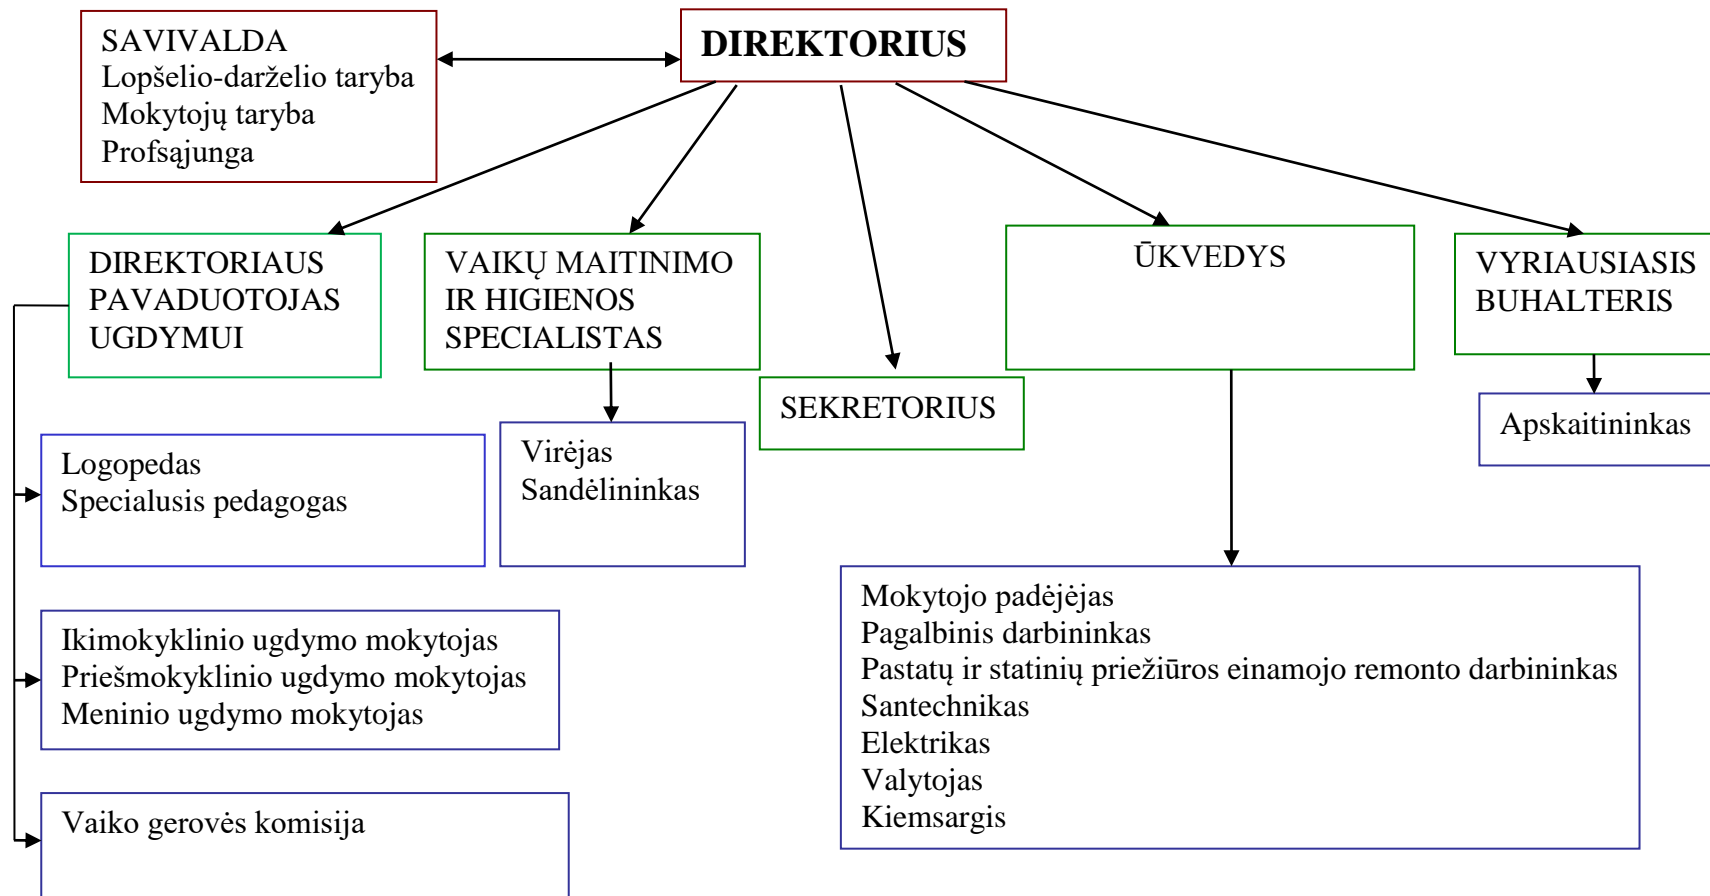 SAVIVALDA
Lopšelio-darželio taryba
Mokytojų taryba
Profsąjunga
DIREKTORIUS
DIREKTORIAUS
PAVADUOTOJAS
UGDYMUI
VAIKŲ MAITINIMO
IR HIGIENOS
SPECIALISTAS
SEKRETORIUS
ŪKVEDYS
VYRIAUSIASIS
BUHALTERIS
Logopedas
Specialusis pedagogas
Virėjas
Sandėlininkas
Apskaitininkas
Ikimokyklinio ugdymo mokytojas
Priešmokyklinio ugdymo mokytojas
Meninio ugdymo mokytojas
Mokytojo padėjėjas
Pagalbinis darbininkas
Pastatų ir statinių priežiūros einamojo remonto darbininkas
Santechnikas
Elektrikas
Valytojas
Kiemsargis
Vaiko gerovės komisija